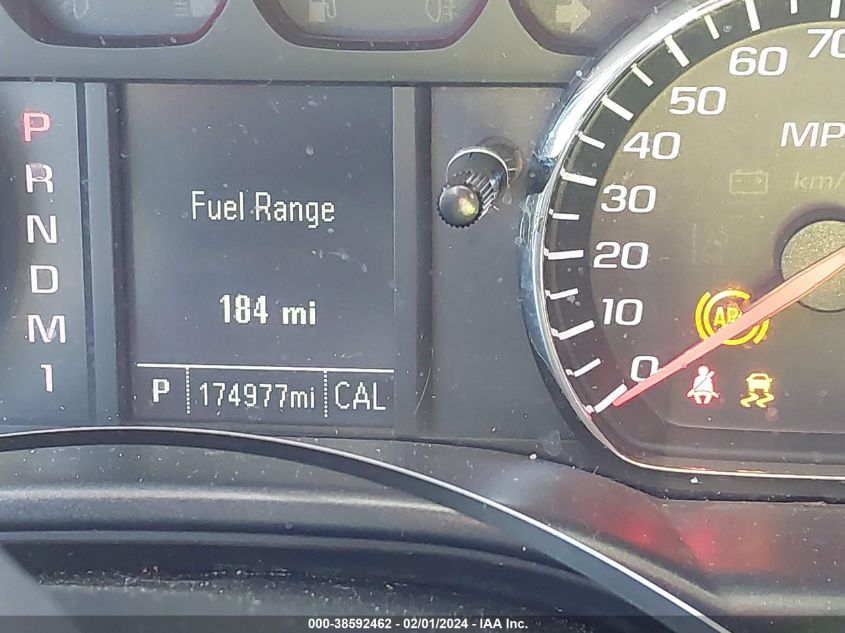 P
R
N
D
M
1
Fuel Range
184 mi
P 174977mi CAL
0
10
20
30
40
50
60
70
MP
km/
000-38592462 - 02/01/2024 - IAA Inc.